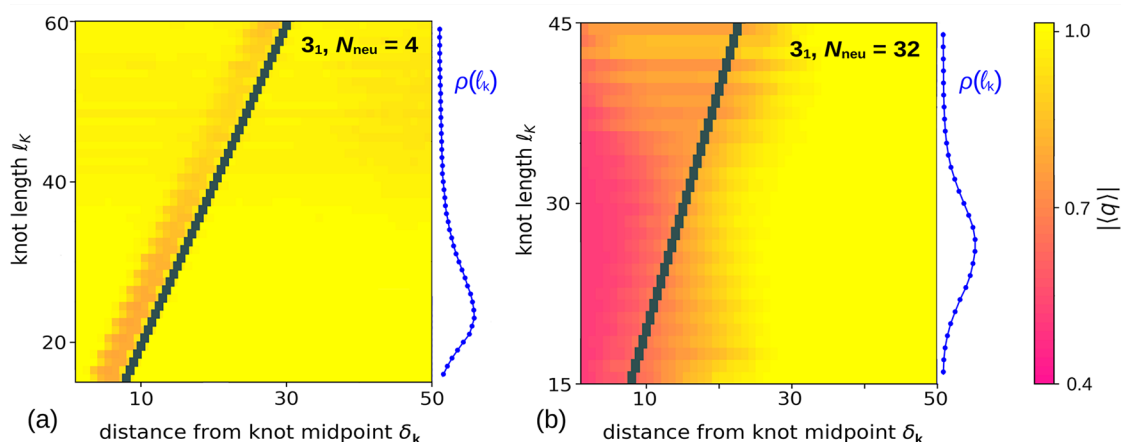 60
40
20
10
30
50
knot length ℓK
distance from knot midpoint δk
3₁, Nneu = 4
ρ(ℓk)
(a)
45
30
15
10
30
50
knot length ℓK
distance from knot midpoint δk
3₁, Nneu = 32
ρ(ℓk)
(b)
1.0
0.7
0.4
|⟨q⟩|